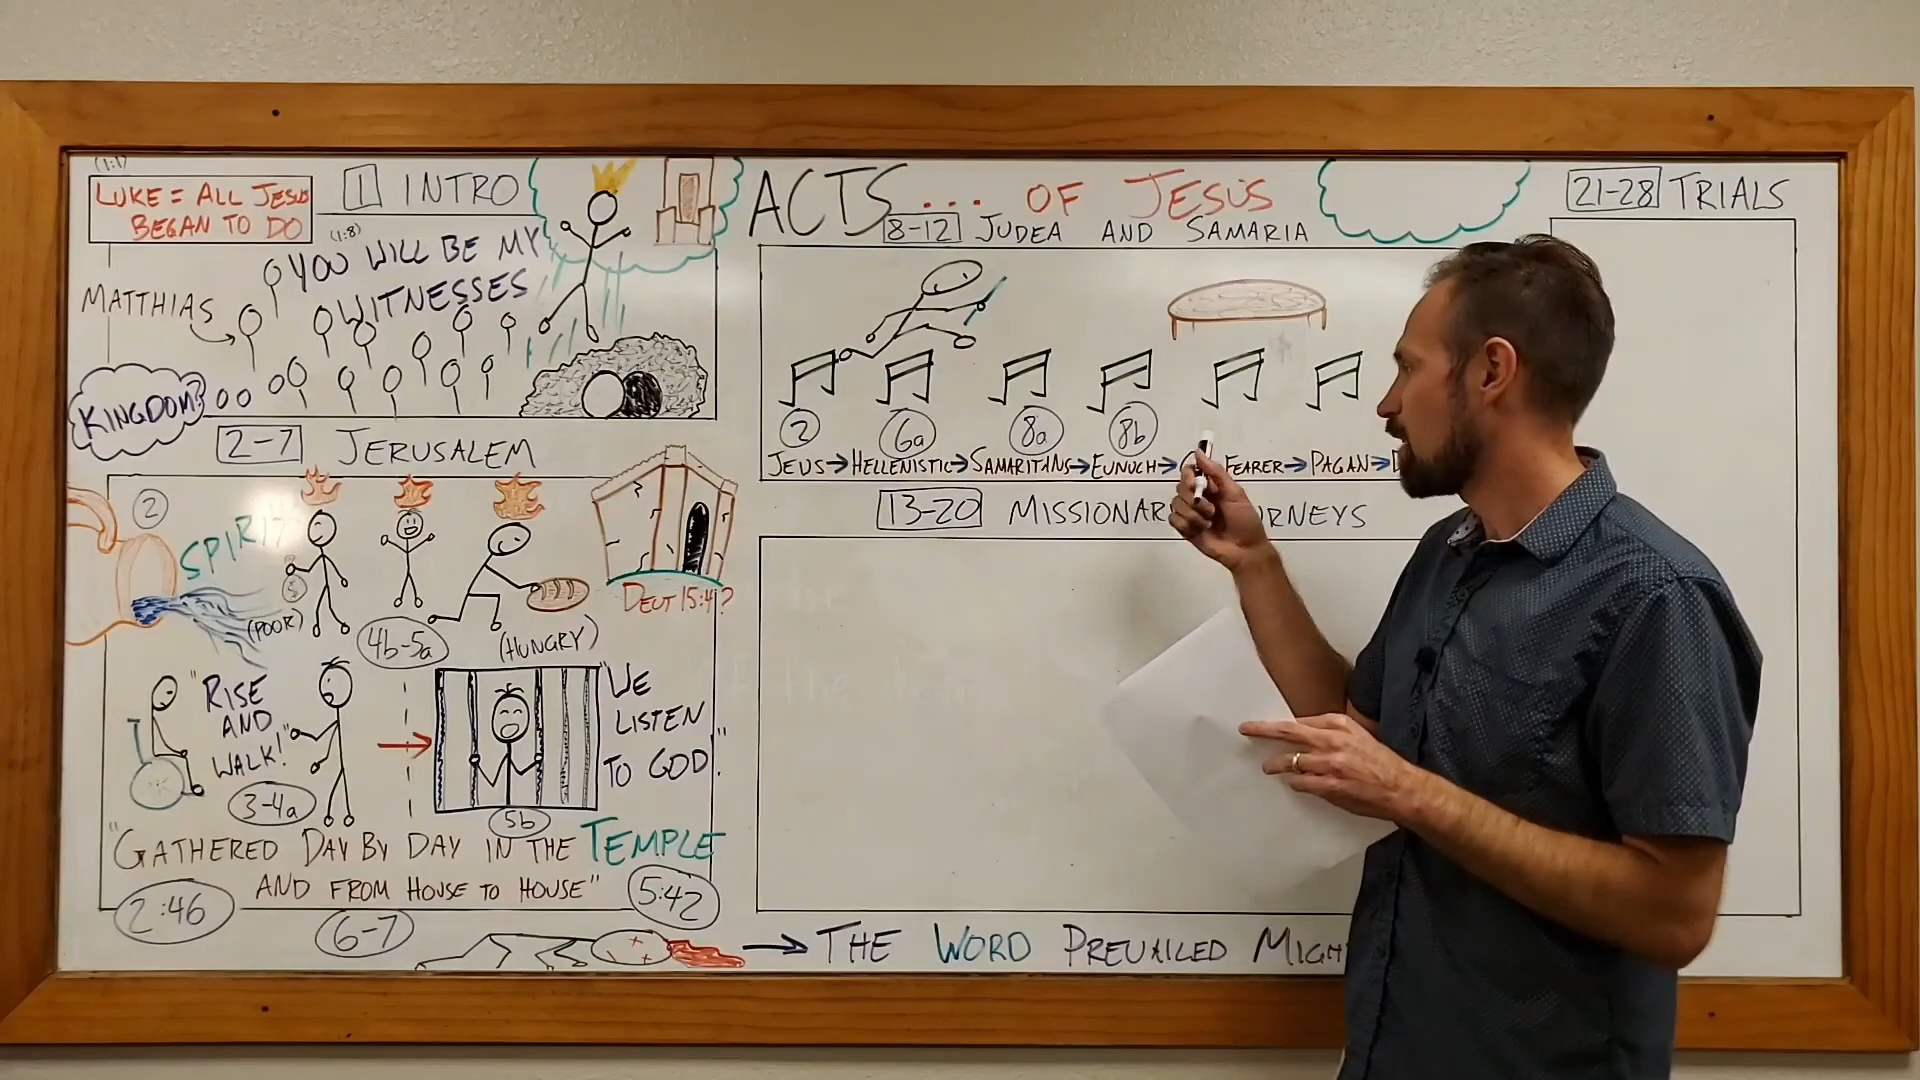 (1:1)
LUKE = ALL JESUS
BEGAN TO DO
1 INTRO
(1:8)
YOU WILL BE MY
WITNESSES
MATTHIAS
KINGDOM?
2-7 JERUSALEM
2
SPIRIT
$
(POOR)
4b-5a
(HUNGRY)
DEUT 15:4?
"RISE
AND
WALK!"
3-4a
"WE
LISTEN
TO GOD."
5b
"GATHERED DAY BY DAY IN THE TEMPLE
AND FROM HOUSE TO HOUSE"
2:46
5:42
6-7
ACTS... OF JESUS
8-12 JUDEA AND SAMARIA
2
6a
8a
8b
JEUS→HELLENISTIC→SAMARITANS→EUNUCH→ FEARER→PAGAN→
13-20
THE WORD PREVAILED
21-28 TRIALS